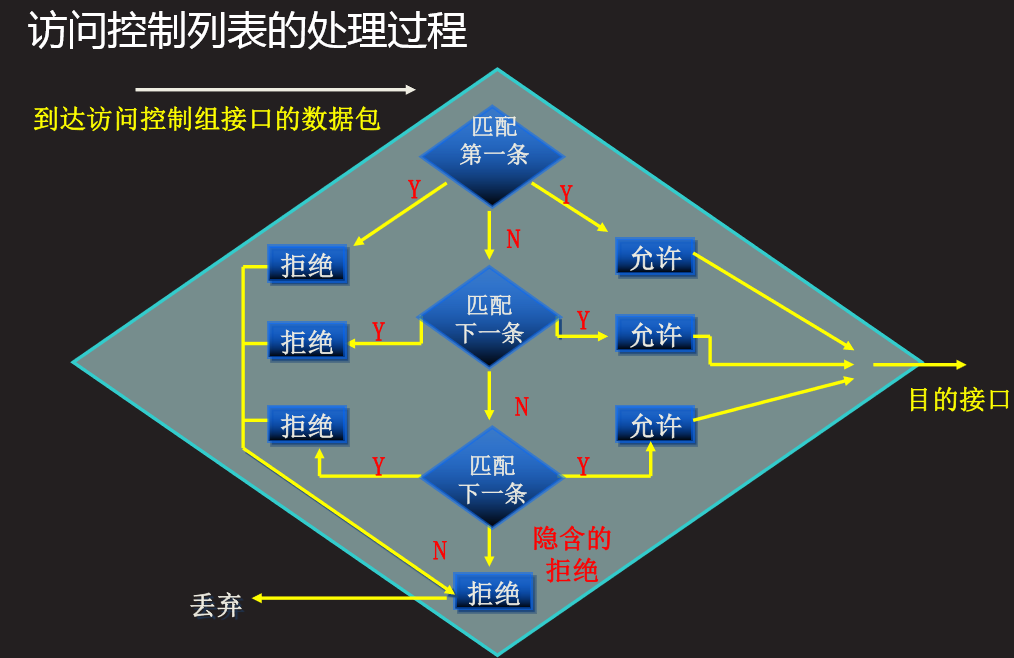 访问控制列表的处理过程
到达访问控制组接口的数据包
匹配
第一条
Y
Y
N
拒绝
允许
匹配
下一条
Y
Y
拒绝
允许
目的接口
N
拒绝
允许
匹配
下一条
Y
Y
N
隐含的
拒绝
拒绝
丢弃